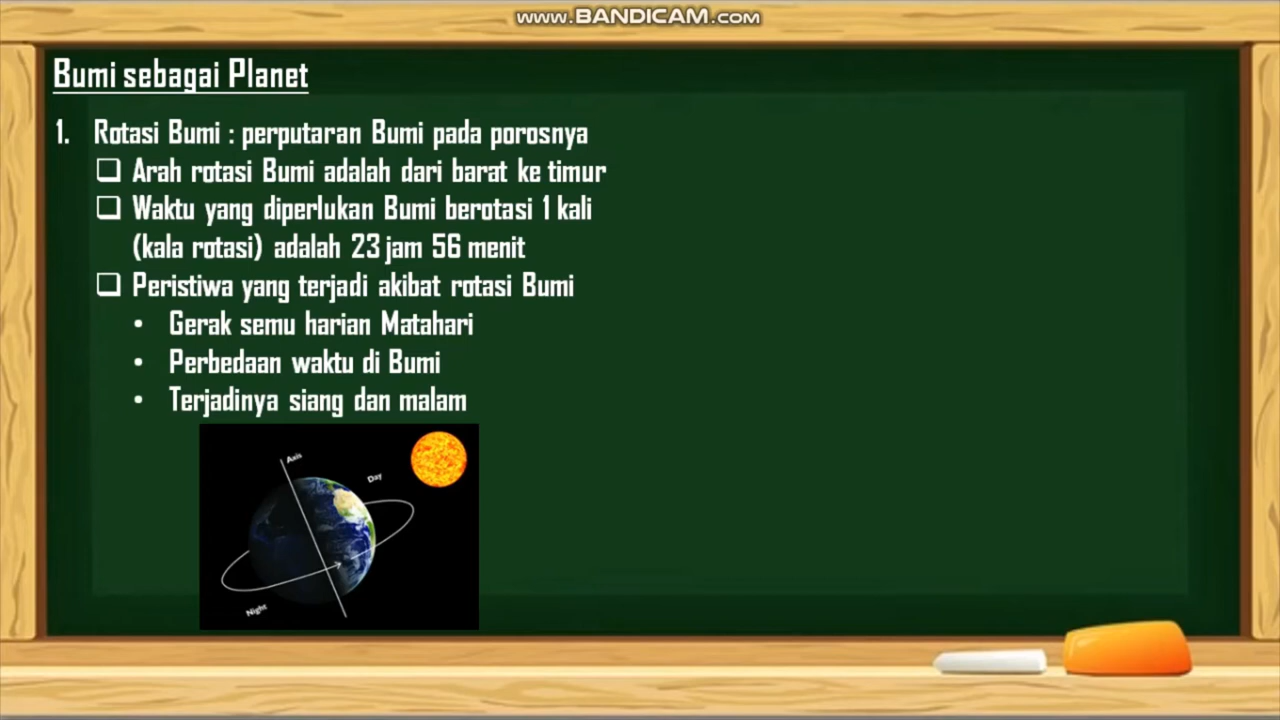 www.BANDICAM.com
Bumi sebagai Planet
1. Rotasi Bumi : perputaran Bumi pada porosnya
Arah rotasi Bumi adalah dari barat ke timur
Waktu yang diperlukan Bumi berotasi 1 kali
(kala rotasi) adalah 23 jam 56 menit
Peristiwa yang terjadi akibat rotasi Bumi
• Gerak semu harian Matahari
• Perbedaan waktu di Bumi
• Terjadinya siang dan malam
Axis
Day
Night